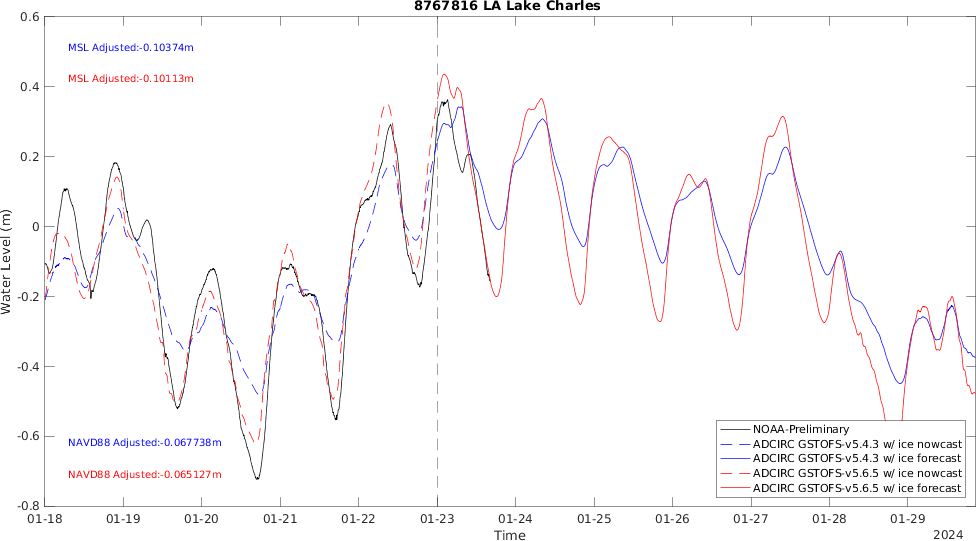 8767816 LA Lake Charles
0.6
MSL Adjusted:-0.10374m
MSL Adjusted:-0.10113m
0.4
0.2
0
-0.2
-0.4
-0.6
-0.8
Water Level (m)
NAVD88 Adjusted:-0.067738m
NAVD88 Adjusted:-0.065127m
NOAA-Preliminary
ADCIRC GSTOFS-v5.4.3 w/ ice nowcast
ADCIRC GSTOFS-v5.4.3 w/ ice forecast
ADCIRC GSTOFS-v5.6.5 w/ ice nowcast
ADCIRC GSTOFS-v5.6.5 w/ ice forecast
01-18 01-19 01-20 01-21 01-22 01-23 01-24 01-25 01-26 01-27 01-28 01-29
Time
2024